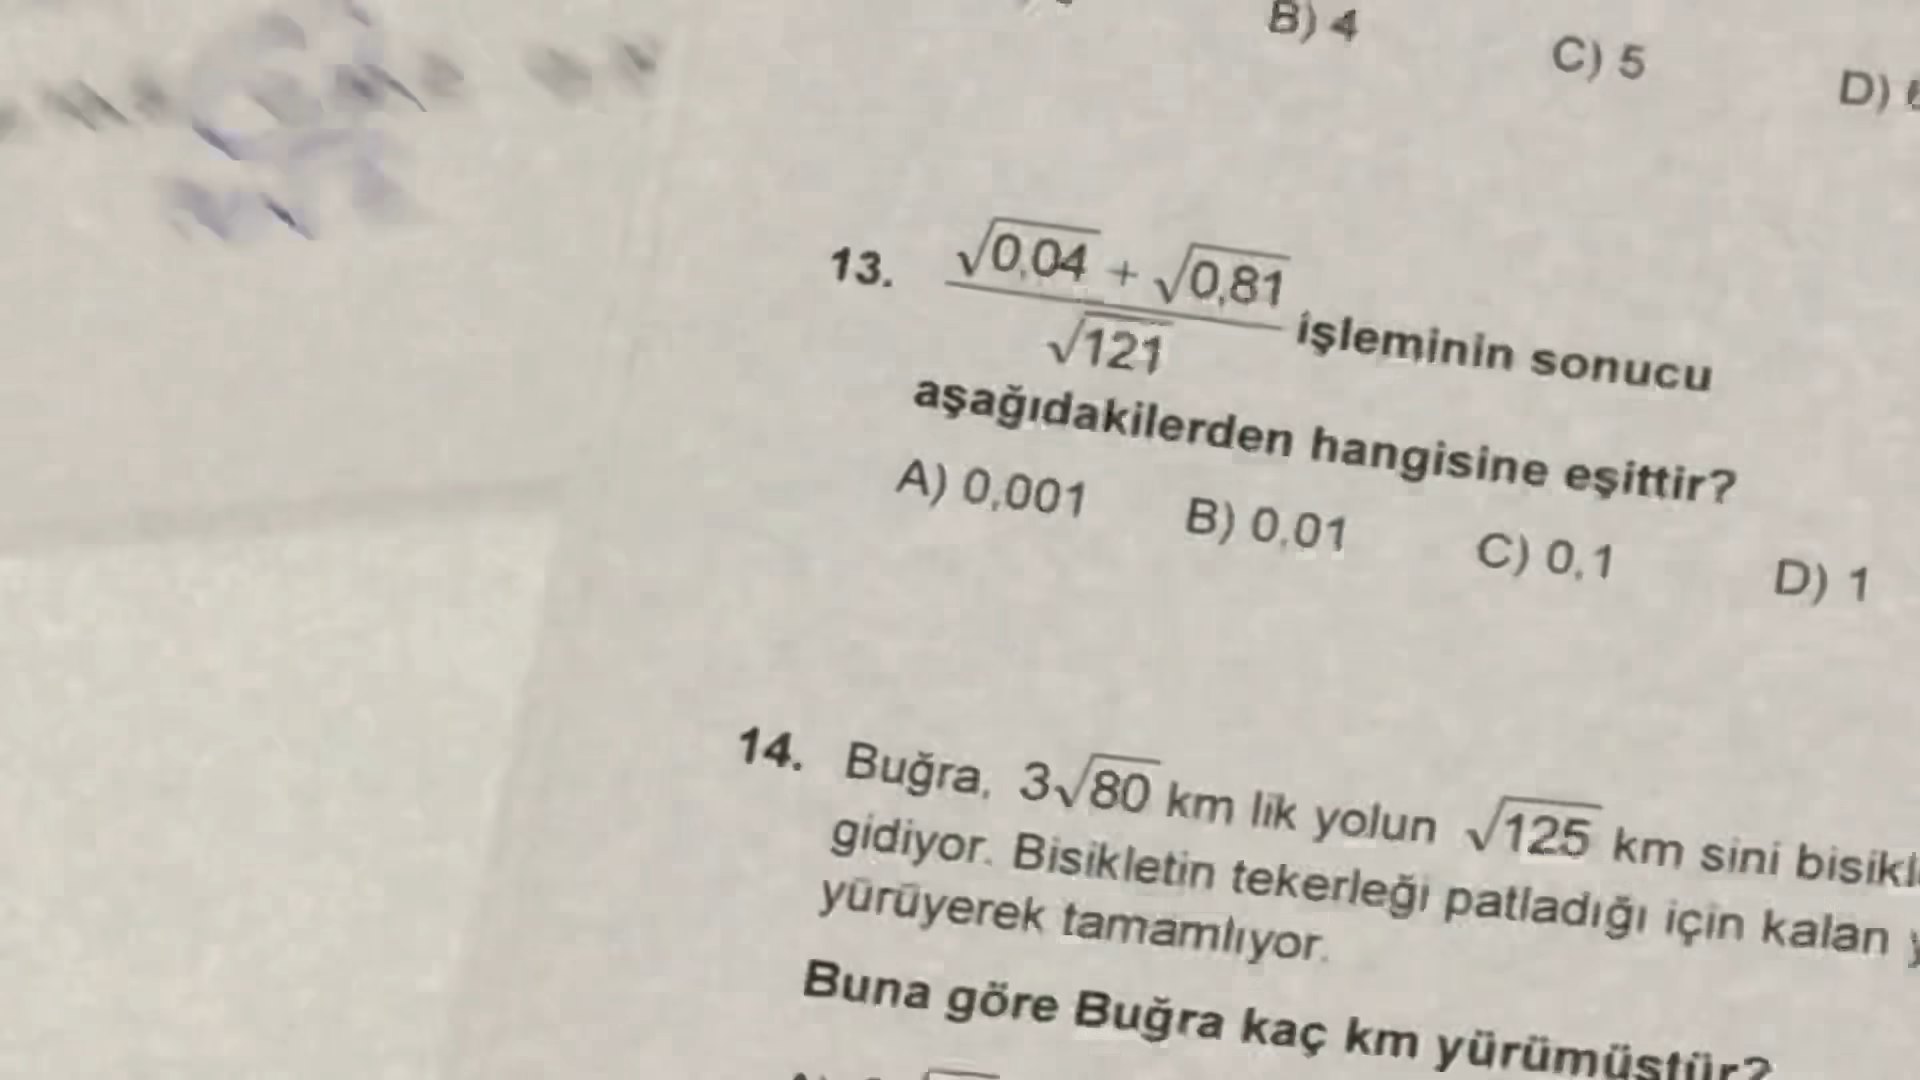 B) 4 C) 5 D)
13. √0,04 + √0,81
√121
işleminin sonucu
aşağıdakilerden hangisine eşittir?
A) 0,001 B) 0,01 C) 0,1 D) 1
14. Buğra, 3√80 km lik yolun √125 km sini
gidiyor. Bisikletin tekerleği patladığı için kalan
yürüyerek tamamlıyor.
Buna göre Buğra kaç km yürümüştür?